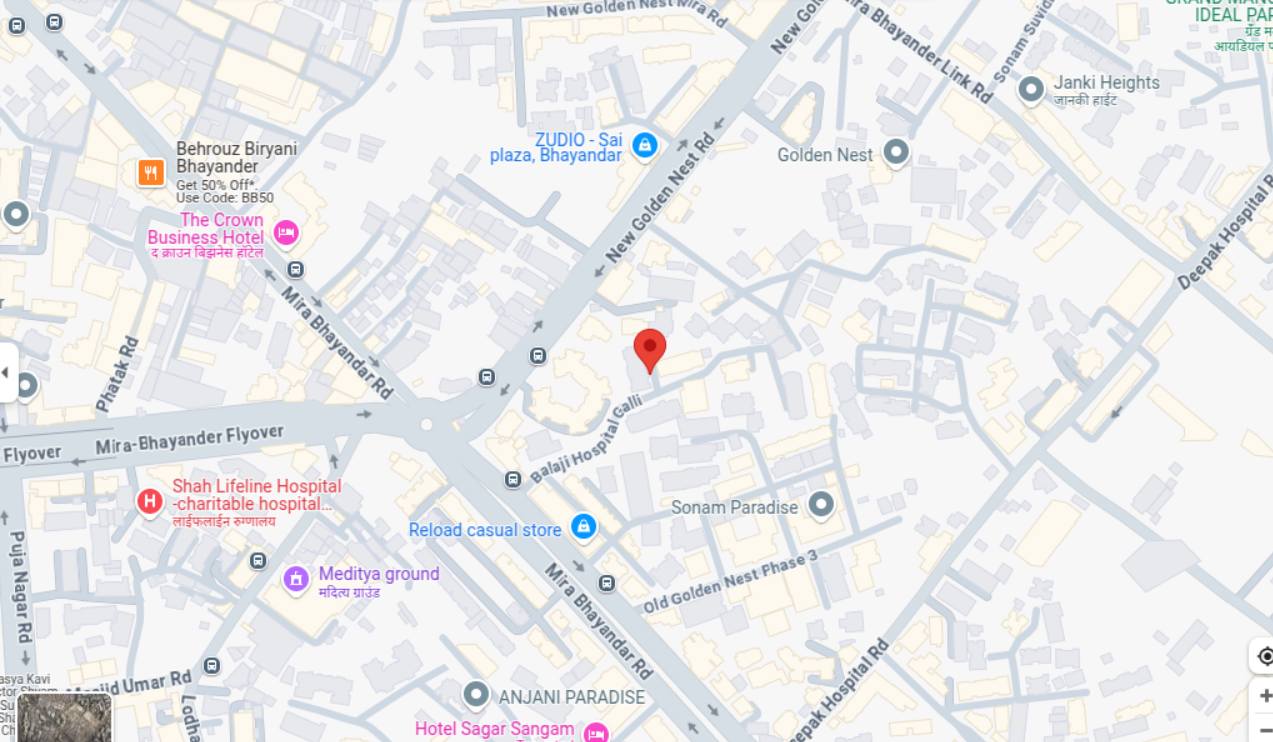 New Golden Nest Mira Rd
New Gol
Mira Bhayander Link Rd
Sonam Suvid
GRAND MAN
IDEAL PAR
ग्रँड म
आयडियल प
Janki Heights
जानकी हाईट
Behrouz Biryani
Bhayander
Get 50% Off*,
Use Code: BB50
ZUDIO - Sai
plaza, Bhayandar
Golden Nest
New Golden Nest Rd
The Crown
Business Hotel
द क्राउन बिझनेस हॉटेल
Deepak Hospital R
Mira Bhayandar Rd
Phatak Rd
Flyover
Mira-Bhayander Flyover
Balaji Hospital Galli
Shah Lifeline Hospital
-charitable hospital...
लाईफलाईन रुग्णालय
Sonam Paradise
Reload casual store
Puja Nagar Rd
Meditya ground
मदित्य ग्राउंड
Old Golden Nest Phase 3
Mira Bhayandar Rd
Masjid Umar Rd
Lodha
asya Kavi
ctor Shyam
ANJANI PARADISE
Deepak Hospital Rd
Hotel Sagar Sangam